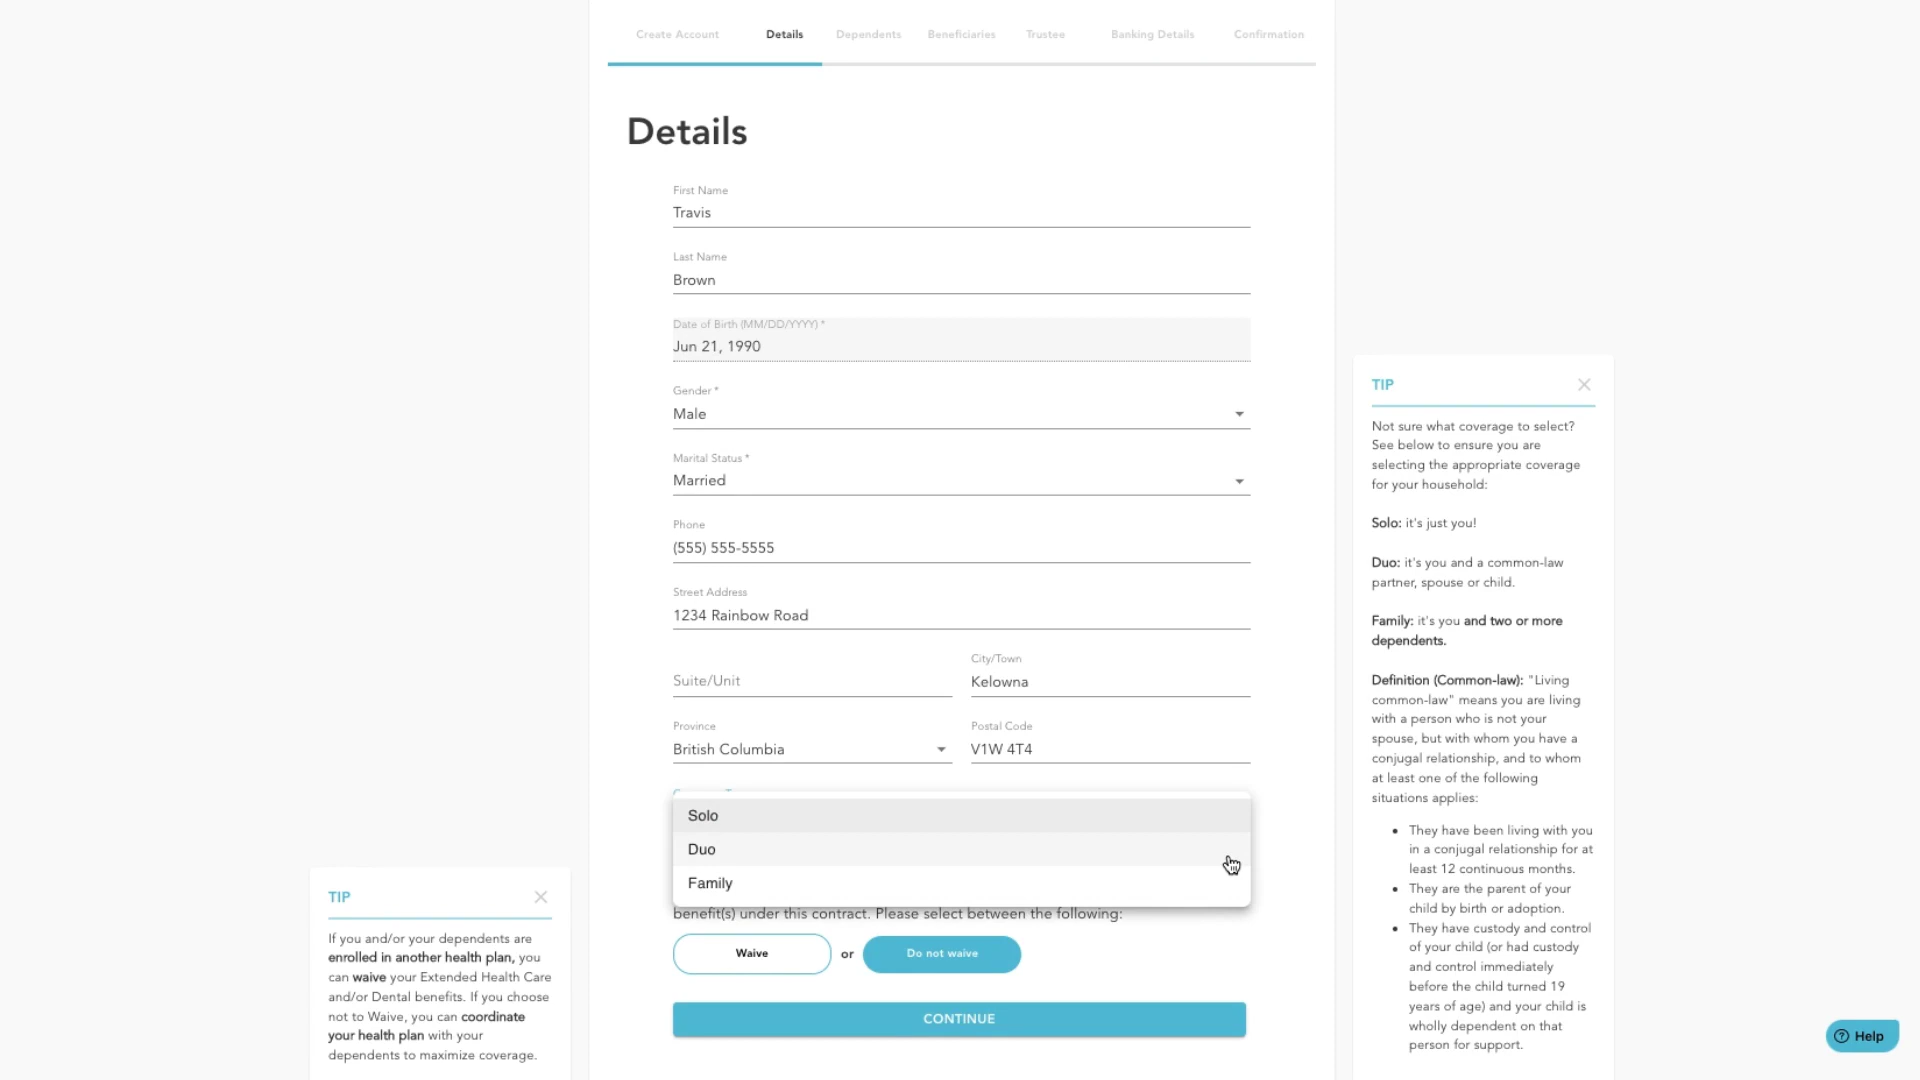 Create Account
Details
Dependents
Beneficiaries
Trustee
Banking Details
Confirmation
Details
First Name
Travis
Last Name
Brown
Date of Birth (MM/DD/YYYY) *
Jun 21, 1990
Gender *
Male
Marital Status *
Married
Phone
(555) 555-5555
Street Address
1234 Rainbow Road
Suite/Unit
City/Town
Kelowna
Province
British Columbia
Postal Code
V1W 4T4
Solo
Duo
Family
benefit(s) under this contract. Please select between the following:
Waive
or
Do not waive
CONTINUE
TIP
If you and/or your dependents are
enrolled in another health plan, you
can waive your Extended Health Care
and/or Dental benefits. If you choose
not to Waive, you can coordinate
your health plan with your
dependents to maximize coverage.
TIP
Not sure what coverage to select?
See below to ensure you are
selecting the appropriate coverage
for your household:
Solo: it's just you!
Duo: it's you and a common-law
partner, spouse or child.
Family: it's you and two or more
dependents.
Definition (Common-law): "Living
common-law" means you are living
with a person who is not your
spouse, but with whom you have a
conjugal relationship, and to whom
at least one of the following
situations applies:
• They have been living with you
in a conjugal relationship for at
least 12 continuous months.
• They are the parent of your
child by birth or adoption.
• They have custody and control
of your child (or had custody
and control immediately
before the child turned 19
years of age) and your child is
wholly dependent on that
person for support.
Help